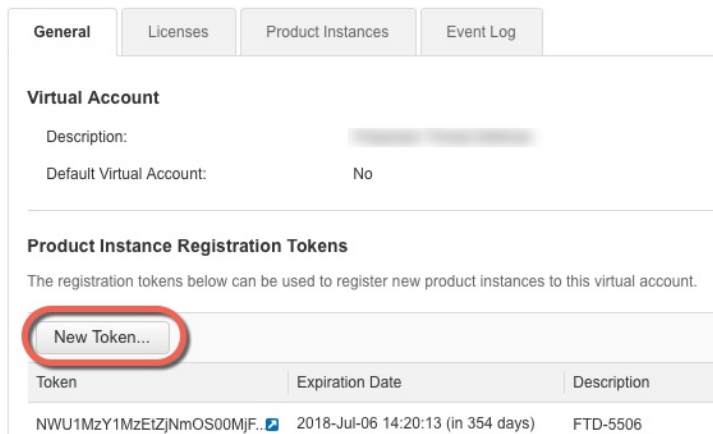 General Licenses Product Instances Event Log
Virtual Account
Description:
Default Virtual Account: No
Product Instance Registration Tokens
The registration tokens below can be used to register new product instances to this virtual account.
New Token...
Token Expiration Date Description
NWU1MzY1MzEtZjNmOS00MjF.. 2018-Jul-06 14:20:13 (in 354 days) FTD-5506